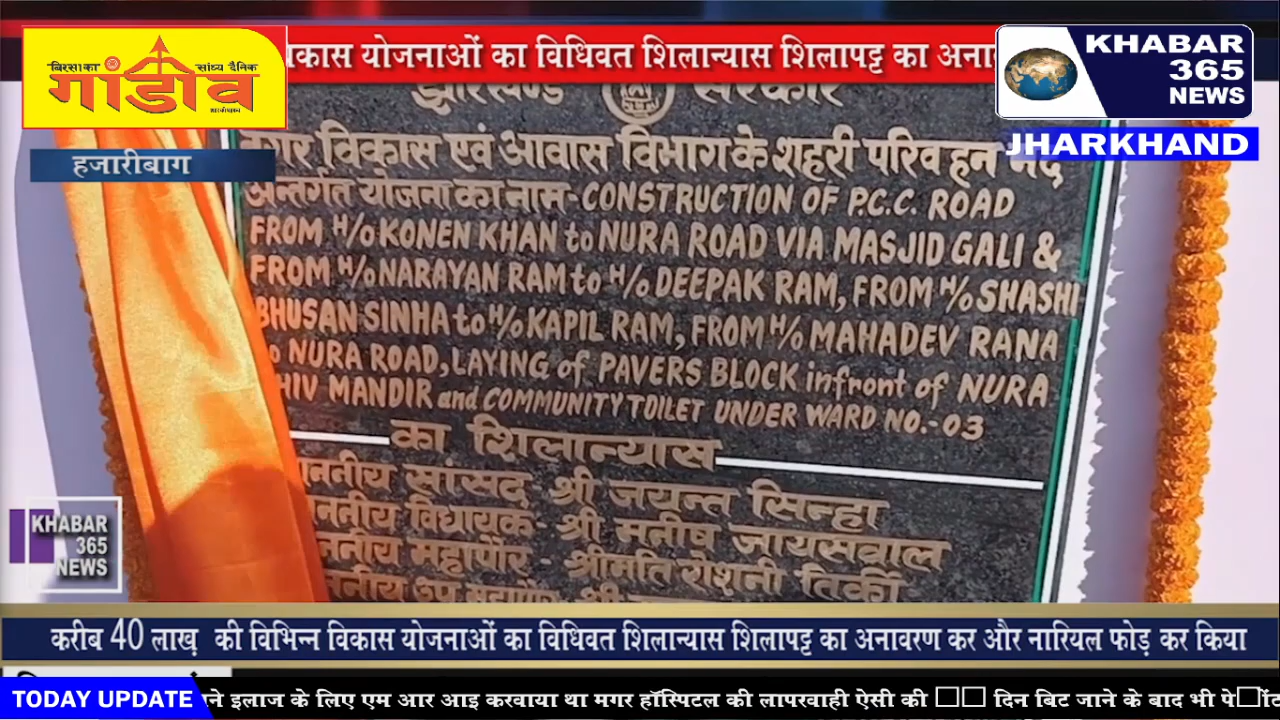 कास योजनाओं का विधिवत शिलान्यास शिलापट्ट का अना
बिरसा का सांध्य दैनिक
गांडीव
KHABAR
365
NEWS
JHARKHAND
हजारीबाग
झारखण्ड सरकार
नगर विकास एवं आवास विभाग के शहरी परिवहन मद
अन्तर्गत योजना का नाम- CONSTRUCTION OF P.C.C. ROAD
FROM H/o KONEN KHAN to NURA ROAD VIA MASJID GALI &
FROM H/o NARAYAN RAM to H/o DEEPAK RAM, FROM H/o SHASHI
BHUSAN SINHA to H/o KAPIL RAM, FROM H/o MAHADEV RANA
o NURA ROAD, LAYING of PAVERS BLOCK infront of NURA
HIV MANDIR and COMMUNITY TOILET UNDER WARD NO.-03
का शिलान्यास
ाननीय सांसद श्री जयन्त सिन्हा
ाननीय विधायक- श्री मनीष जायसवाल
ाननीय महापौर- श्रीमति रोशनी तिर्की
ाननीय उप महापौर- श्री
KHABAR
365
NEWS
करीब 40 लाख़ की विभिन्न विकास योजनाओं का विधिवत शिलान्यास शिलापट्ट का अनावरण कर और नारियल फोड़ कर किया
TODAY UPDATE ने इलाज के लिए एम आर आइ करवाया था मगर हॉस्पिटल की लापरवाही ऐसी की □□ दिन बिट जाने के बाद भी